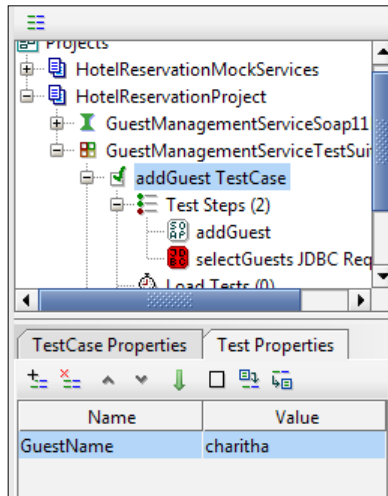 Projects
HotelReservationMockServices
HotelReservationProject
GuestManagementServiceSoap11
GuestManagementServiceTestSuit
addGuest TestCase
Test Steps (2)
addGuest
selectGuests JDBC Req
Load Tests (0)
TestCase Properties
Test Properties
Name Value
GuestName charitha